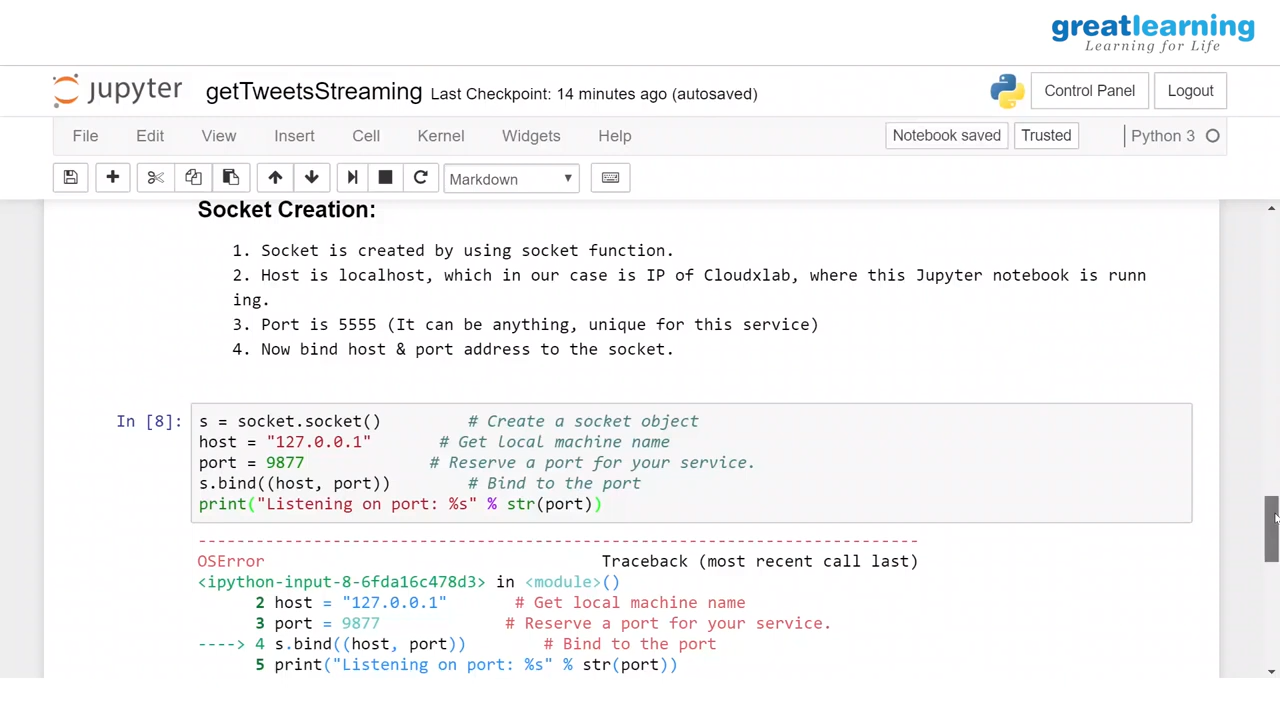 greatlearning
Learning for Life
jupyter getTweetsStreaming Last Checkpoint: 14 minutes ago (autosaved) Control Panel Logout
File Edit View Insert Cell Kernel Widgets Help Notebook saved Trusted Python 3
Markdown
Socket Creation:
1. Socket is created by using socket function.
2. Host is localhost, which in our case is IP of Cloudxlab, where this Jupyter notebook is runn
ing.
3. Port is 5555 (It can be anything, unique for this service)
4. Now bind host & port address to the socket.
In [8]: s = socket.socket() # Create a socket object
host = "127.0.0.1" # Get local machine name
port = 9877 # Reserve a port for your service.
s.bind((host, port)) # Bind to the port
print("Listening on port: %s" % str(port))
---------------------------------------------------------------------------
OSError Traceback (most recent call last)
<ipython-input-8-6fda16c478d3> in <module>()
2 host = "127.0.0.1" # Get local machine name
3 port = 9877 # Reserve a port for your service.
----> 4 s.bind((host, port)) # Bind to the port
5 print("Listening on port: %s" % str(port))